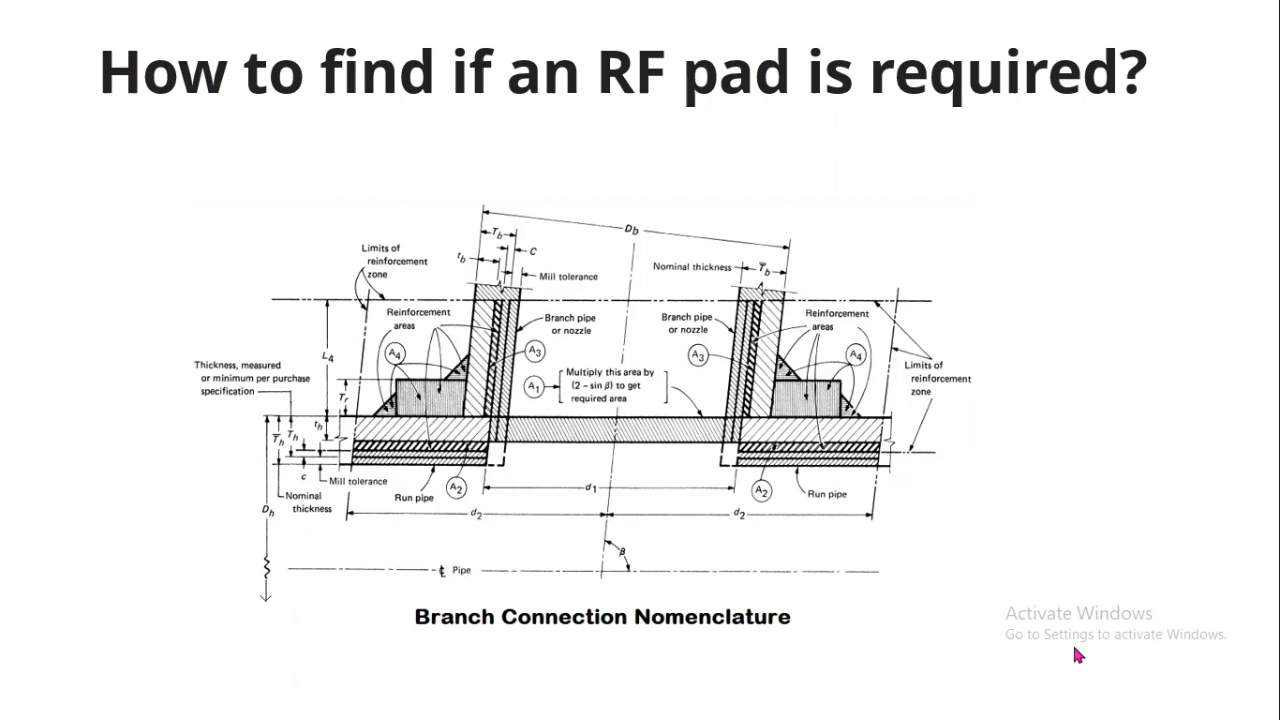 How to find if an RF pad is required?
Db
Tb
C
tb
Mill tolerance
Nominal thickness
T̅b
Limits of
reinforcement
zone
Reinforcement
areas
Branch pipe
or nozzle
Branch pipe
or nozzle
Reinforcement
areas
A4
A3
A3
A4
L4
Thickness, measured
or minimum per purchase
specification
Multiply this area by
A1
(2 – sin β) to get
required area
Limits of
reinforcement
zone
Tr
T̅h
Th
th
c
Mill tolerance
Nominal
thickness
Run pipe
A2
d1
A2
Run pipe
Dh
d2
d2
β
℄ Pipe
Branch Connection Nomenclature
Activate Windows
Go to Settings to activate Windows.